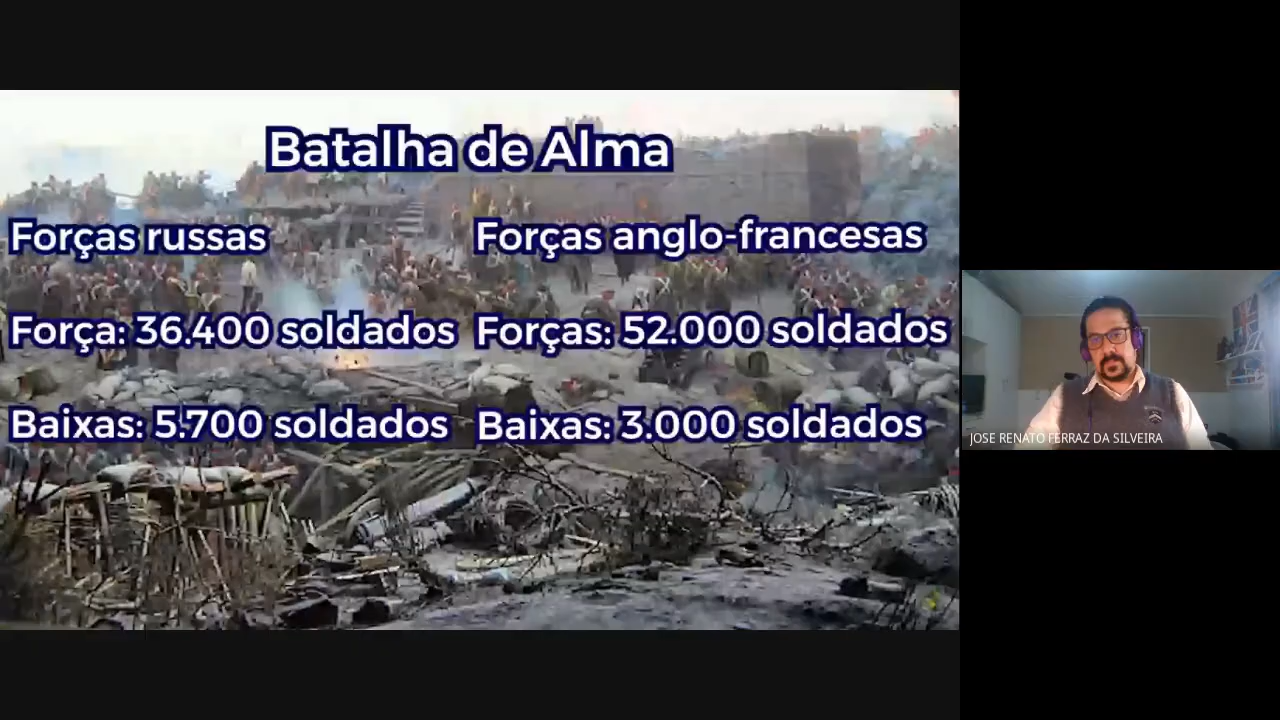 Batalha de Alma
Forças russas
Forças anglo-francesas
Força: 36.400 soldados
Forças: 52.000 soldados
Baixas: 5.700 soldados
Baixas: 3.000 soldados
JOSE RENATO FERRAZ DA SILVEIRA